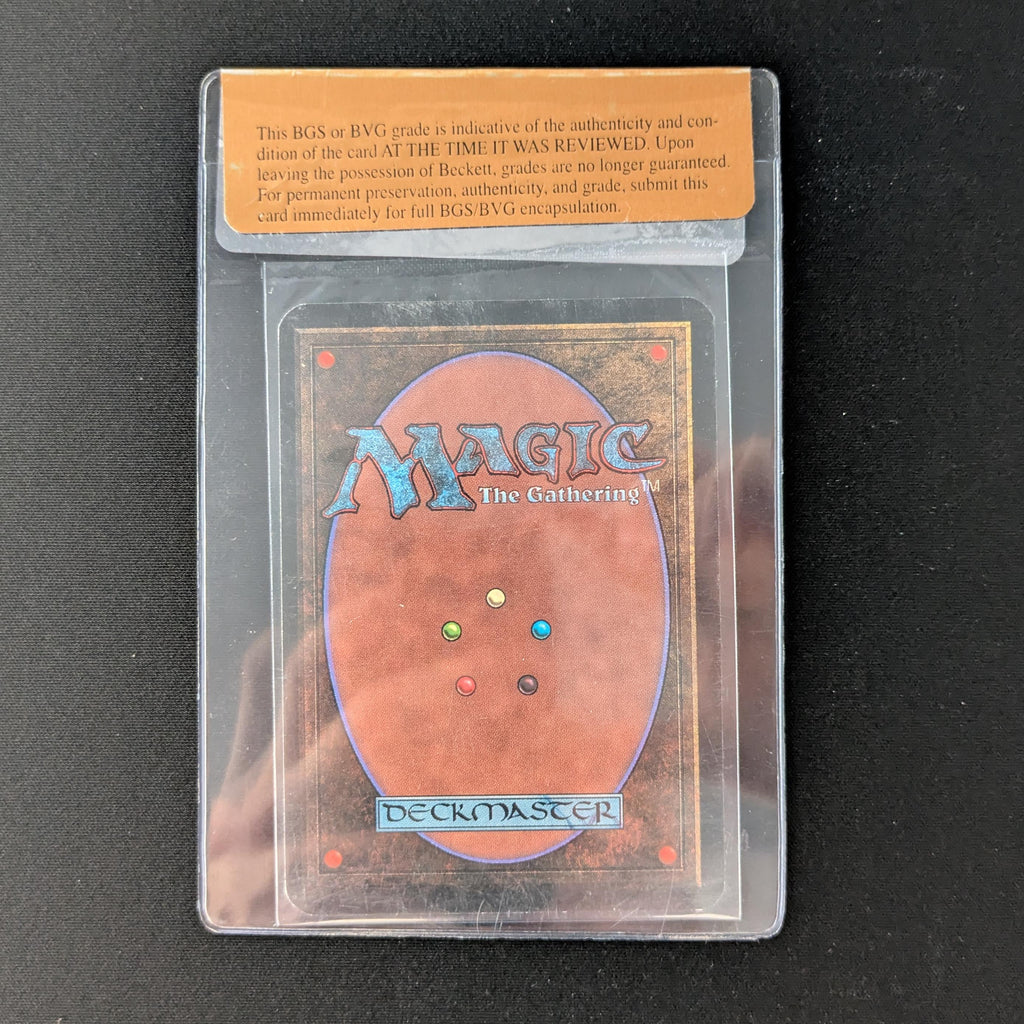 This BGS or BVG grade is indicative of the authenticity and con-
dition of the card AT THE TIME IT WAS REVIEWED. Upon
leaving the possession of Beckett, grades are no longer guaranteed.
For permanent preservation, authenticity, and grade, submit this
card immediately for full BGS/BVG encapsulation.
MAGIC
The Gathering™
DECKMASTER